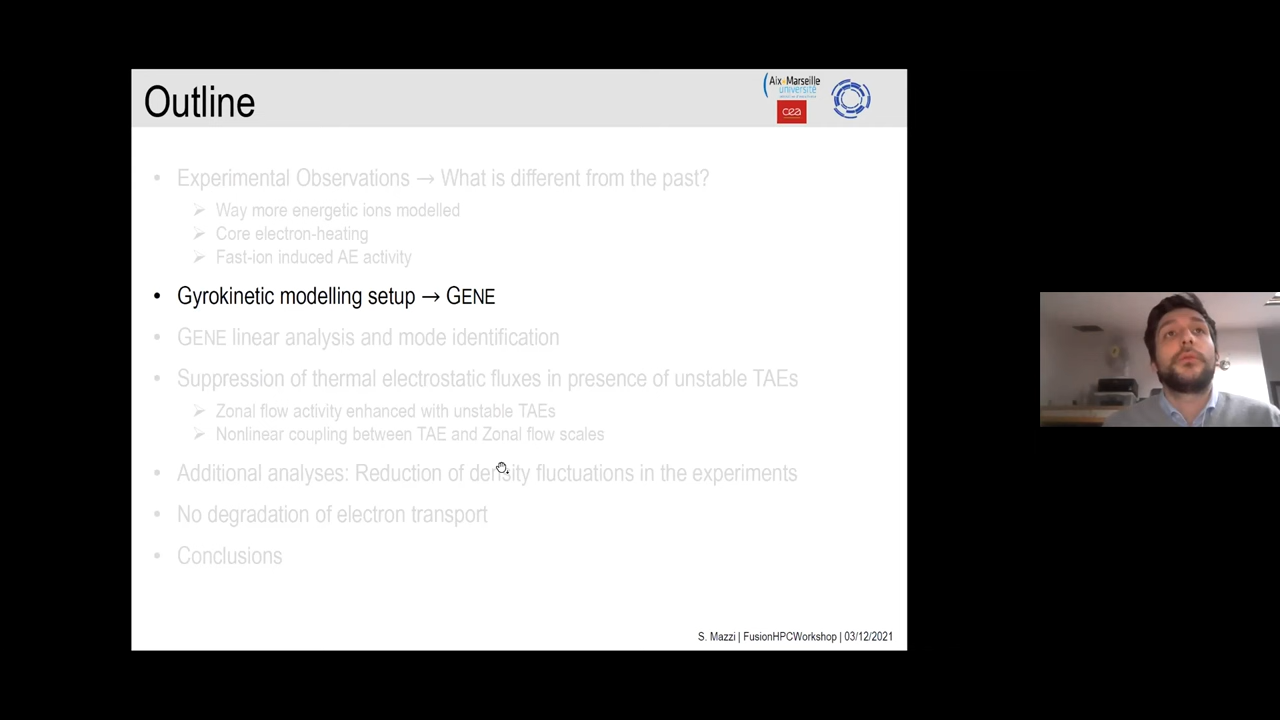 Outline
Aix*Marseille
université
cea
• Experimental Observations → What is different from the past?
➢ Way more energetic ions modelled
➢ Core electron-heating
➢ Fast-ion induced AE activity
• Gyrokinetic modelling setup → GENE
• GENE linear analysis and mode identification
• Suppression of thermal electrostatic fluxes in presence of unstable TAEs
➢ Zonal flow activity enhanced with unstable TAEs
➢ Nonlinear coupling between TAE and Zonal flow scales
• Additional analyses: Reduction of density fluctuations in the experiments
• No degradation of electron transport
• Conclusions
S. Mazzi | FusionHPCWorkshop | 03/12/2021